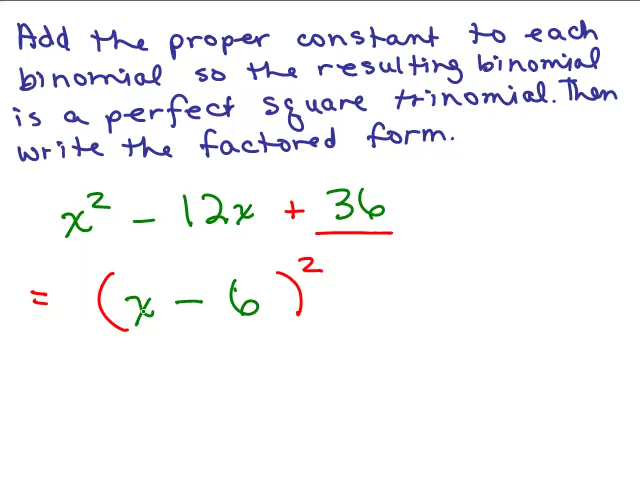 Add the proper constant to each
binomial so the resulting binomial
is a perfect square trinomial. Then
write the factored form.
x² - 12x + 36
= (x - 6)²